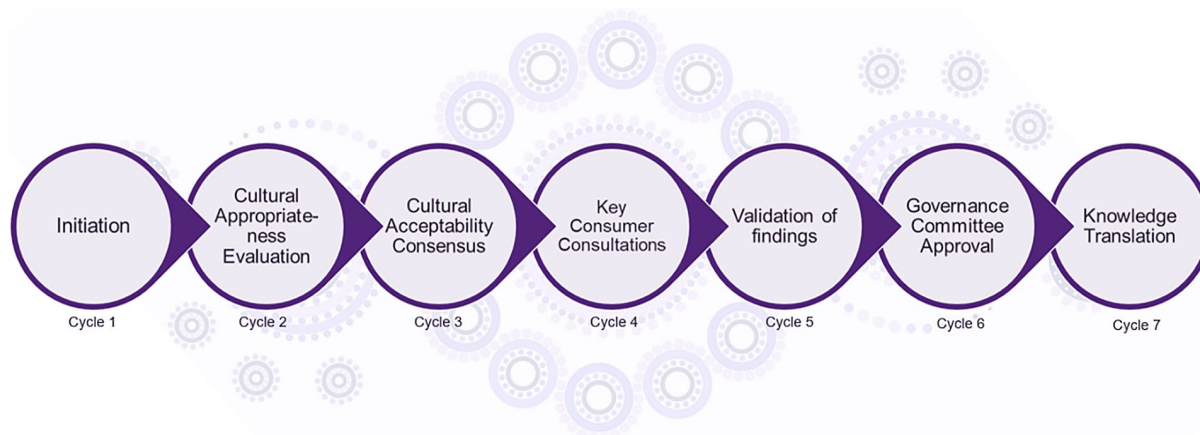 Initiation
Cycle 1
Cultural
Appropriate-
ness
Evaluation
Cycle 2
Cultural
Acceptability
Consensus
Cycle 3
Key
Consumer
Consultations
Cycle 4
Validation of
findings
Cycle 5
Governance
Committee
Approval
Cycle 6
Knowledge
Translation
Cycle 7